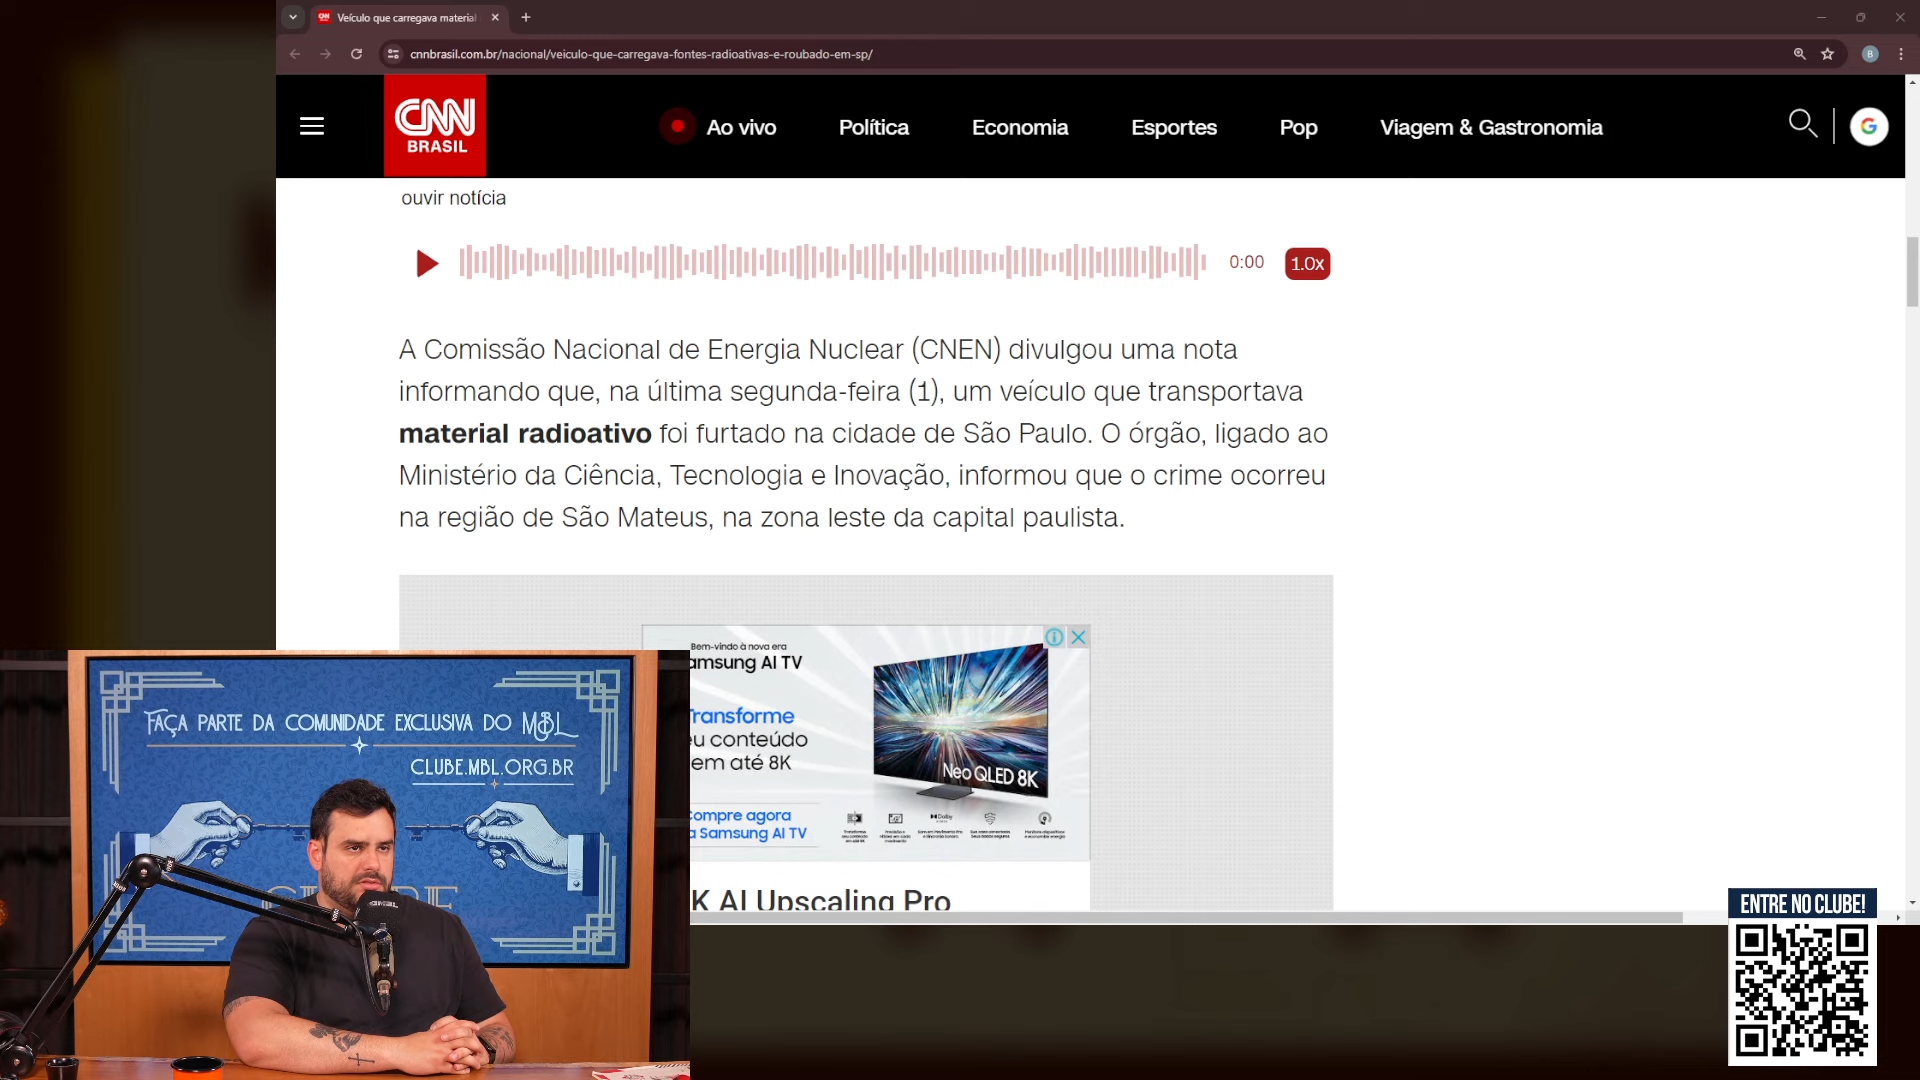 Veículo que carregava material
cnnbrasil.com.br/nacional/veiculo-que-carregava-fontes-radioativas-e-roubado-em-sp/
B
CNN
BRASIL
Ao vivo
Política
Economia
Esportes
Pop
Viagem & Gastronomia
G
ouvir notícia
0:00
1.0x
A Comissão Nacional de Energia Nuclear (CNEN) divulgou uma nota
informando que, na última segunda-feira (1), um veículo que transportava
material radioativo foi furtado na cidade de São Paulo. O órgão, ligado ao
Ministério da Ciência, Tecnologia e Inovação, informou que o crime ocorreu
na região de São Mateus, na zona leste da capital paulista.
Bem-vindo à nova era
amsung AI TV
Transforme
eu conteúdo
em até 8K
Neo QLED 8K
ompre agora
a Samsung AI TV
K AI Upscaling Pro
FAÇA PARTE DA COMUNIDADE EXCLUSIVA DO MBL
CLUBE.MBL.ORG.BR
ENTRE NO CLUBE!